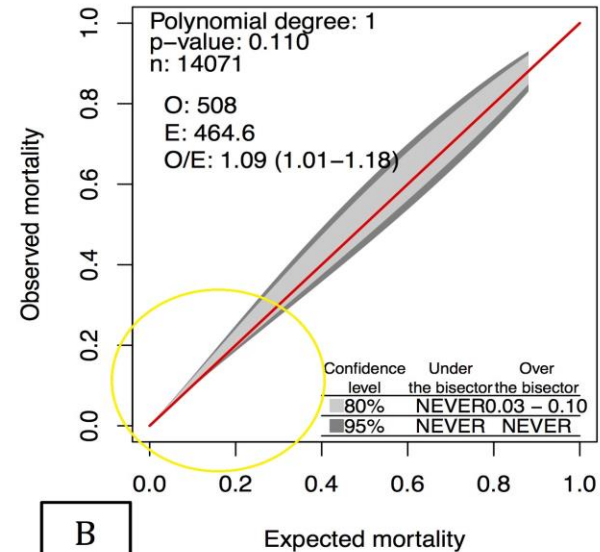 Polynomial degree: 1
p−value: 0.110
n: 14071
O: 508
E: 464.6
O/E: 1.09 (1.01−1.18)
Observed mortality
0.0 0.2 0.4 0.6 0.8 1.0
Confidence Under Over
level the bisector the bisector
80% NEVER 0.03 − 0.10
95% NEVER NEVER
0.0 0.2 0.4 0.6 0.8 1.0
Expected mortality
B